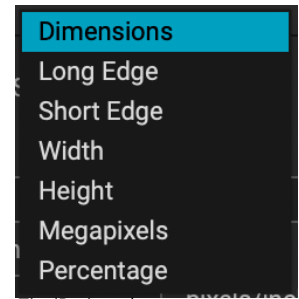 Dimensions
Long Edge
Short Edge
Width
Height
Megapixels
Percentage